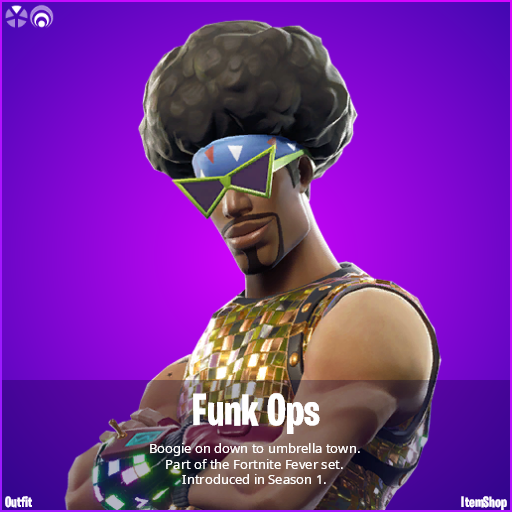 Funk Ops
Boogie on down to umbrella town.
Part of the Fortnite Fever set.
Introduced in Season 1.
Outfit
ItemShop